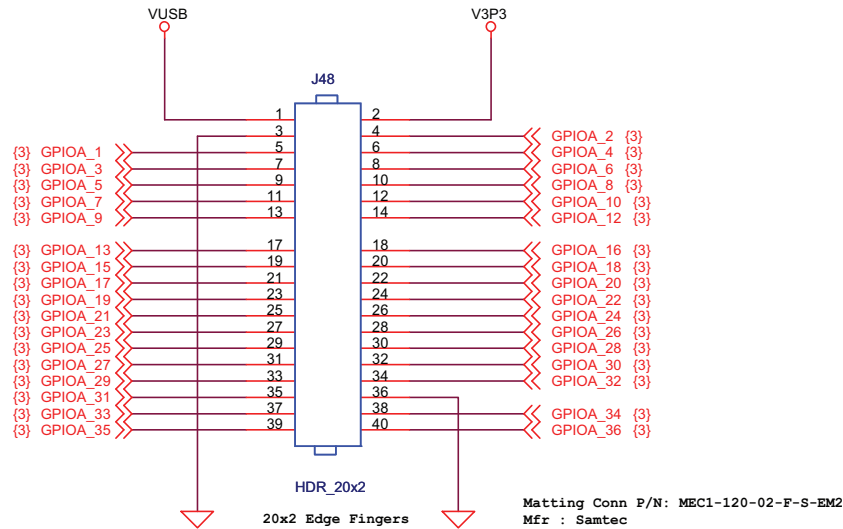 VUSB V3P3
J48
1 2
3 4 GPIOA_2 {3}
{3} GPIOA_1 5 6 GPIOA_4 {3}
{3} GPIOA_3 7 8 GPIOA_6 {3}
{3} GPIOA_5 9 10 GPIOA_8 {3}
{3} GPIOA_7 11 12 GPIOA_10 {3}
{3} GPIOA_9 13 14 GPIOA_12 {3}
{3} GPIOA_13 17 18 GPIOA_16 {3}
{3} GPIOA_15 19 20 GPIOA_18 {3}
{3} GPIOA_17 21 22 GPIOA_20 {3}
{3} GPIOA_19 23 24 GPIOA_22 {3}
{3} GPIOA_21 25 26 GPIOA_24 {3}
{3} GPIOA_23 27 28 GPIOA_26 {3}
{3} GPIOA_25 29 30 GPIOA_28 {3}
{3} GPIOA_27 31 32 GPIOA_30 {3}
{3} GPIOA_29 33 34 GPIOA_32 {3}
{3} GPIOA_31 35 36
{3} GPIOA_33 37 38 GPIOA_34 {3}
{3} GPIOA_35 39 40 GPIOA_36 {3}
HDR_20x2
20x2 Edge Fingers
Matting Conn P/N: MEC1-120-02-F-S-EM2
Mfr : Samtec